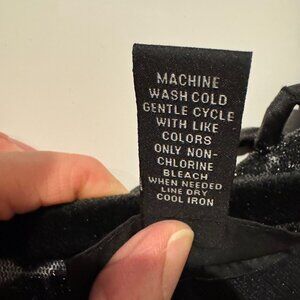 MACHINE
WASH COLD
GENTLE CYCLE
WITH LIKE
COLORS
ONLY NON-
CHLORINE
BLEACH
WHEN NEEDED
LINE DRY
COOL IRON